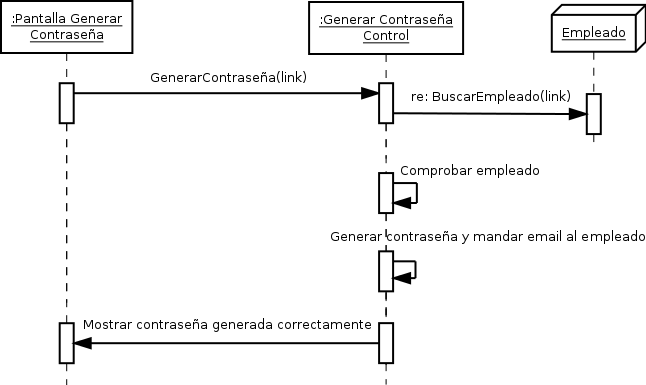 :Pantalla Generar
Contraseña
:Generar Contraseña
Control
Empleado
GenerarContraseña(link)
re: BuscarEmpleado(link)
Comprobar empleado
Generar contraseña y mandar email al empleado
Mostrar contraseña generada correctamente